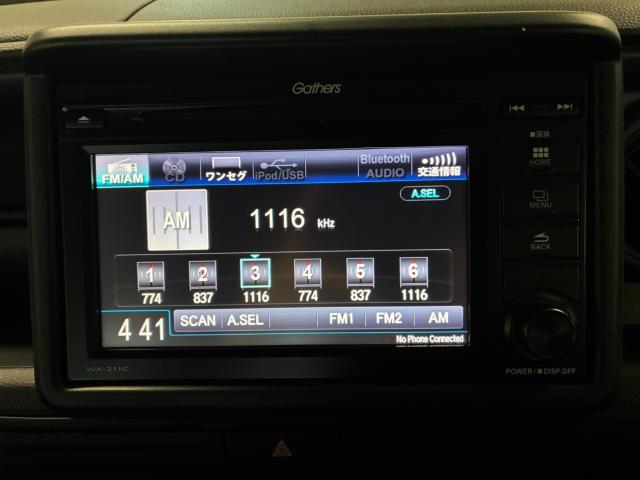 Gathers
FM/AM CD ワンセグ iPod/USB Bluetooth AUDIO 交通情報
HOME
A.SEL
AM 1116 kHz
MENU
BACK
1 2 3 4 5 6
774 837 1116 774 837 1116
4 41 SCAN A.SEL FM1 FM2 AM
No Phone Connected
WX-211C
POWER/■DISP OFF